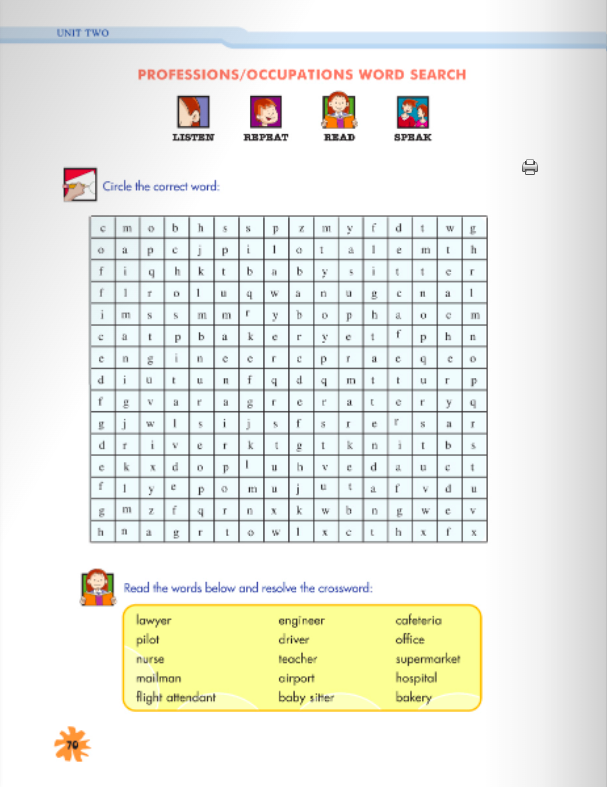 UNIT TWO
PROFESSIONS/OCCUPATIONS WORD SEARCH
LISTEN REPEAT READ SPEAK
Circle the correct word:
c m o b h s s p z m y f d t w g
o a p c j p i l o t a l e m t h
f i q h k t b a b y s i t t e r
f l r o l u q w a n u g c n a l
i m s s m m r y b o p h a o c m
c a t p b a k e r y e t f p h n
e n g i n e e r c p r a e q e o
d i u t u n f q d q m t t u r p
f g v a r a g r e r a t e r y q
g j w l s i j s f s r e r s a r
d r i v e r k t g t k n i t b s
e k x d o p l u h v e d a u c t
f l y e p o m u j u t a f v d u
g m z f q r n x k w b n g w e v
h n a g r t o w l x c t h x f x
Read the words below and resolve the crossword:
lawyer engineer cafeteria
pilot driver office
nurse teacher supermarket
mailman airport hospital
flight attendant baby sitter bakery
70